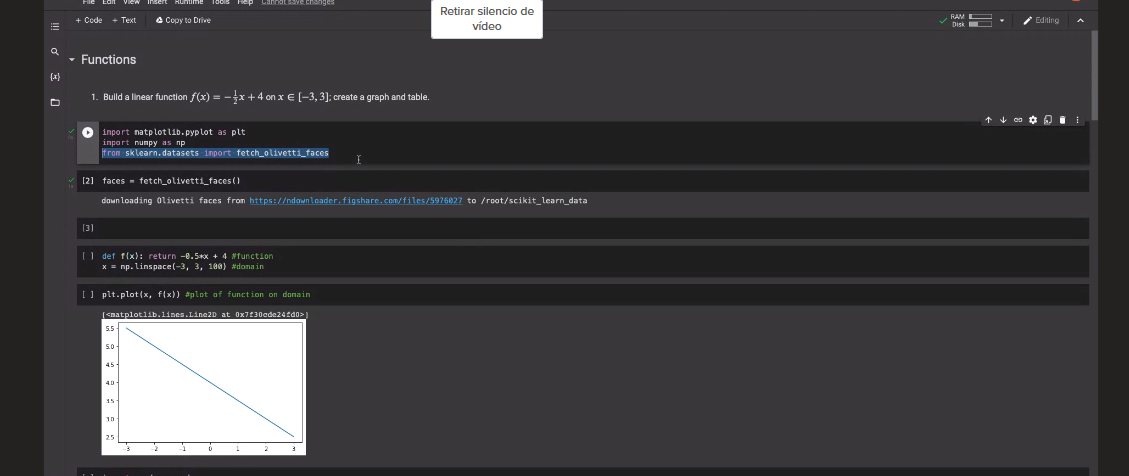 File Edit View Insert Runtime Tools Help Cannot save changes
Retirar silencio de
vídeo
+ Code + Text Copy to Drive
RAM
Disk
Editing
{x}
Functions
1. Build a linear function f(x) = −½x + 4 on x ∈ [−3, 3]; create a graph and table.
import matplotlib.pyplot as plt
import numpy as np
from sklearn.datasets import fetch_olivetti_faces
[2] faces = fetch_olivetti_faces()
downloading Olivetti faces from https://ndownloader.figshare.com/files/5976027 to /root/scikit_learn_data
[3]
[ ] def f(x): return -0.5*x + 4 #function
x = np.linspace(-3, 3, 100) #domain
[ ] plt.plot(x, f(x)) #plot of function on domain
[<matplotlib.lines.Line2D at 0x7f30cde24fd0>]
5.5
5.0
4.5
4.0
3.5
3.0
2.5
-3 -2 -1 0 1 2 3